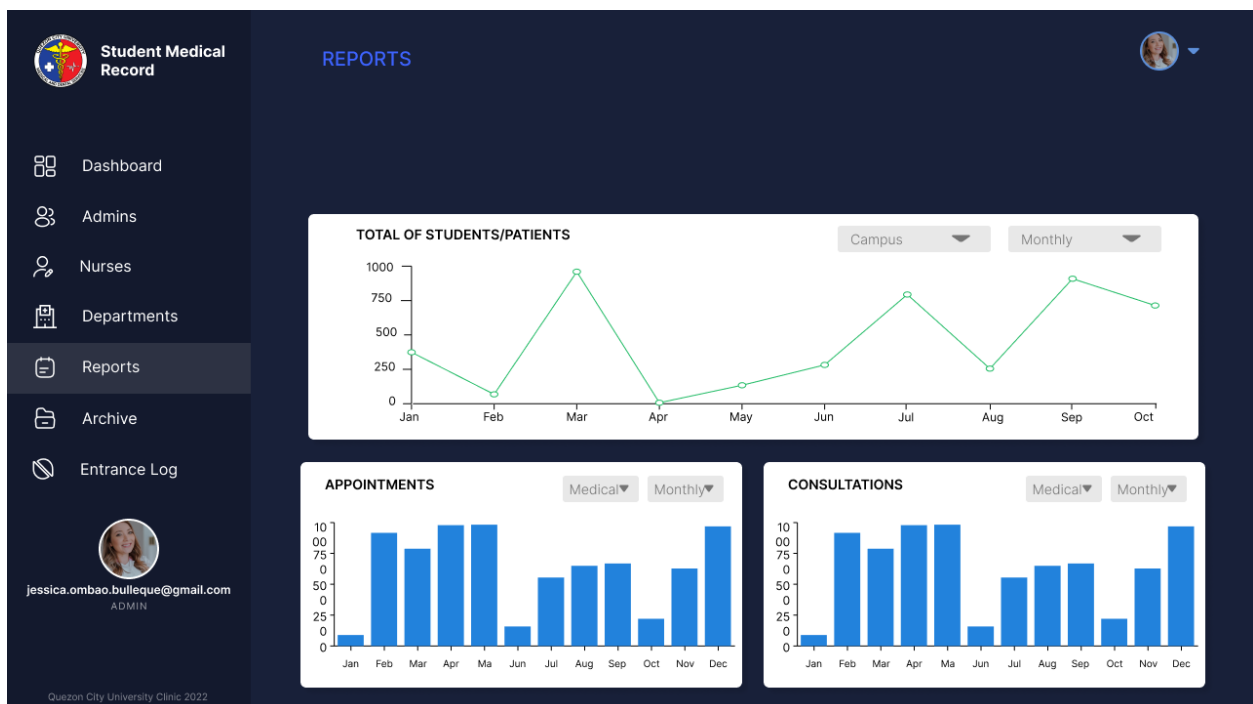 Student Medical
Record
REPORTS
Dashboard
Admins
Nurses
Departments
Reports
Archive
Entrance Log
jessica.ombao.bulleque@gmail.com
ADMIN
Quezon City University Clinic 2022
TOTAL OF STUDENTS/PATIENTS
Campus
Monthly
1000
750
500
250
0
Jan Feb Mar Apr May Jun Jul Aug Sep Oct
APPOINTMENTS
Medical
Monthly
10
00
75
0
50
0
25
0
0
Jan Feb Mar Apr Ma Jun Jul Aug Sep Oct Nov Dec
CONSULTATIONS
Medical
Monthly
10
00
75
0
50
0
25
0
0
Jan Feb Mar Apr Ma Jun Jul Aug Sep Oct Nov Dec